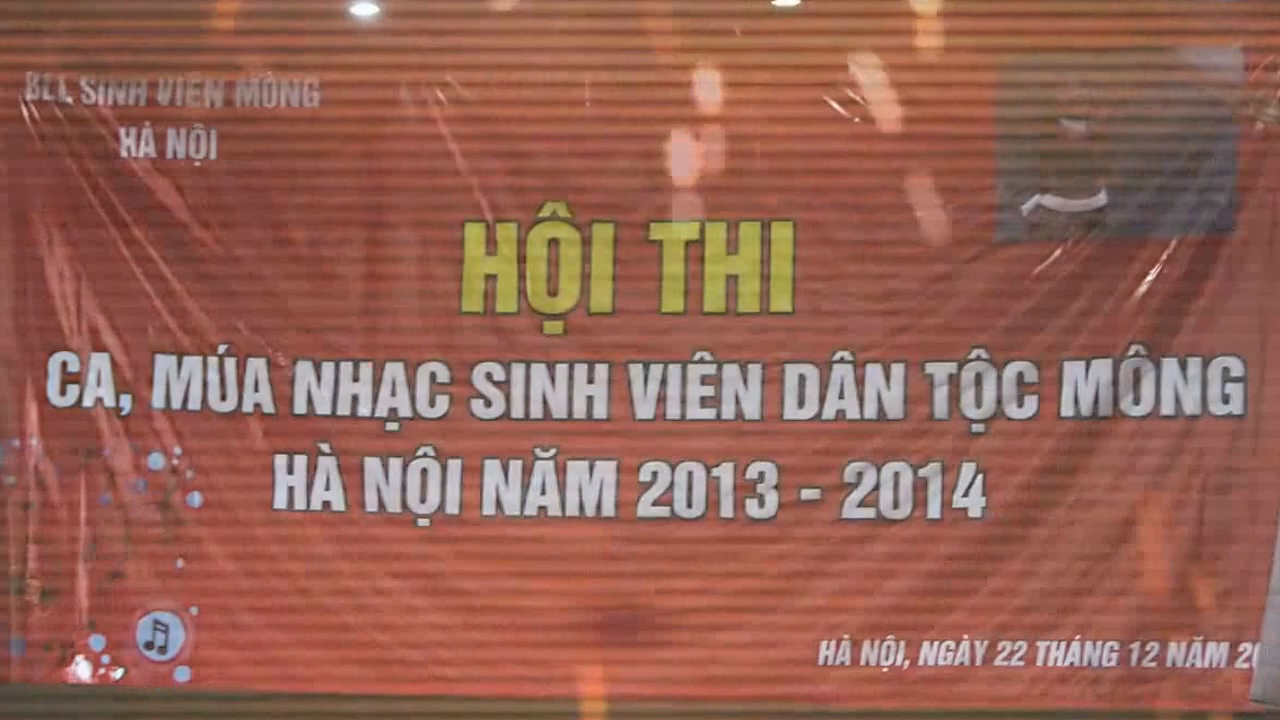 BLL SINH VIÊN MÔNG
HÀ NỘI
HỘI THI
CA, MÚA NHẠC SINH VIÊN DÂN TỘC MÔNG
HÀ NỘI NĂM 2013 - 2014
HÀ NỘI, NGÀY 22 THÁNG 12 NĂM